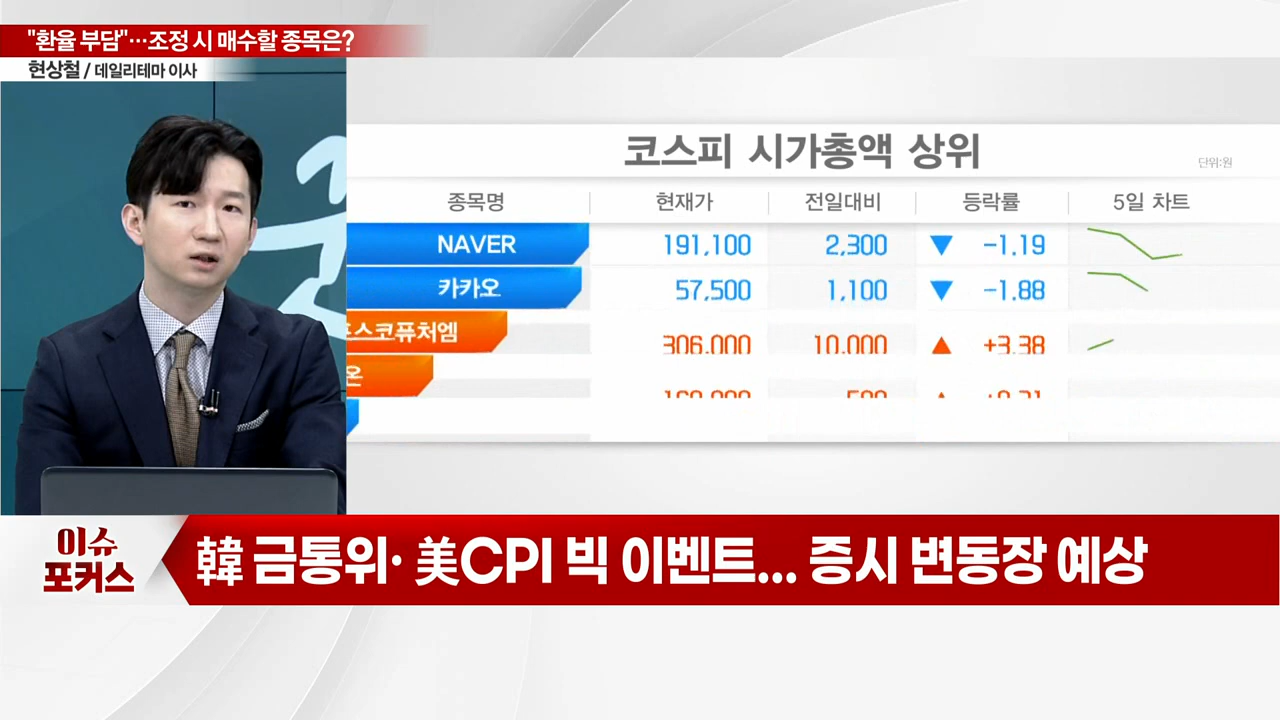 "환율 부담"…조정 시 매수할 종목은?
현상철 / 데일리테마 이사
코스피 시가총액 상위
단위:원
종목명 현재가 전일대비 등락률 5일 차트
NAVER 191,100 2,300 ▼ -1.19
카카오 57,500 1,100 ▼ -1.88
포스코퓨처엠 306,000 10,000 ▲ +3.38
온
이슈
포커스
韓 금통위· 美CPI 빅 이벤트... 증시 변동장 예상